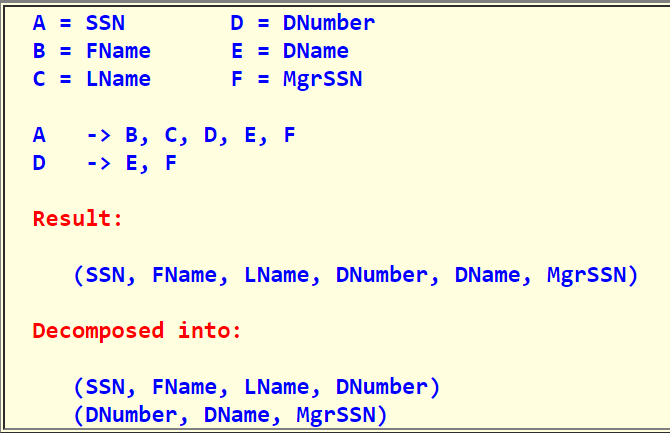 A = SSN D = DNumber
B = FName E = DName
C = LName F = MgrSSN
A -> B, C, D, E, F
D -> E, F
Result:
(SSN, FName, LName, DNumber, DName, MgrSSN)
Decomposed into:
(SSN, FName, LName, DNumber)
(DNumber, DName, MgrSSN)